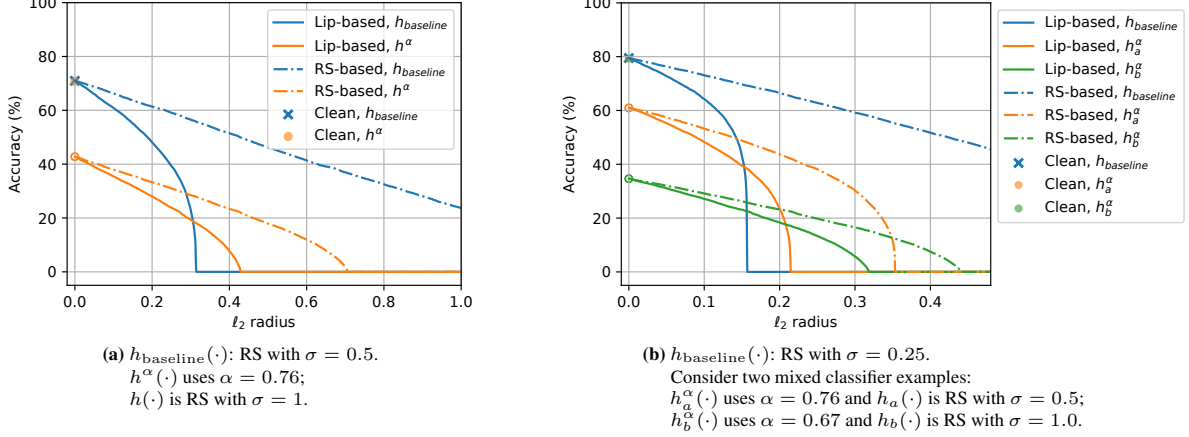 Accuracy (%)
100
80
60
40
20
0
0.0 0.2 0.4 0.6 0.8 1.0
ℓ₂ radius
Lip-based, h_baseline
Lip-based, h^α
RS-based, h_baseline
RS-based, h^α
Clean, h_baseline
Clean, h^α
(a) h_baseline(·): RS with σ = 0.5.
h^α(·) uses α = 0.76;
h(·) is RS with σ = 1.
Accuracy (%)
100
80
60
40
20
0
0.0 0.1 0.2 0.3 0.4
ℓ₂ radius
Lip-based, h_baseline
Lip-based, h_a^α
Lip-based, h_b^α
RS-based, h_baseline
RS-based, h_a^α
RS-based, h_b^α
Clean, h_baseline
Clean, h_a^α
Clean, h_b^α
(b) h_baseline(·): RS with σ = 0.25.
Consider two mixed classifier examples:
h_a^α(·) uses α = 0.76 and h_a(·) is RS with σ = 0.5;
h_b^α(·) uses α = 0.67 and h_b(·) is RS with σ = 1.0.